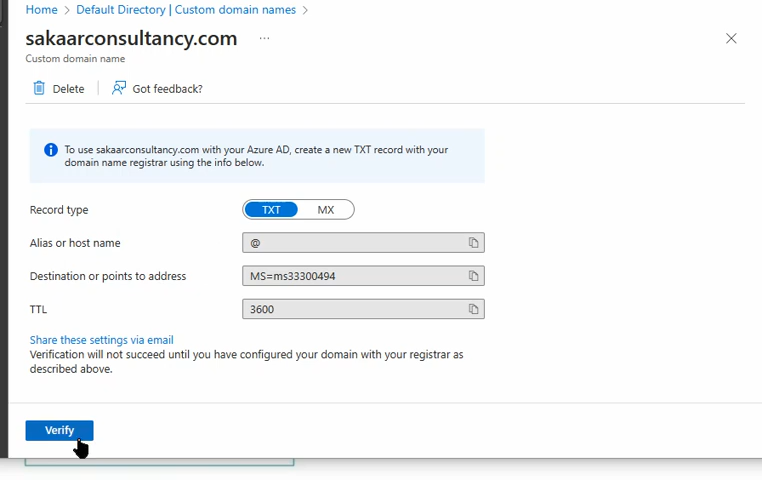 Home > Default Directory | Custom domain names >
sakaarconsultancy.com ...
Custom domain name
Delete | Got feedback?
To use sakaarconsultancy.com with your Azure AD, create a new TXT record with your
domain name registrar using the info below.
Record type TXT MX
Alias or host name @
Destination or points to address MS=ms33300494
TTL 3600
Share these settings via email
Verification will not succeed until you have configured your domain with your registrar as
described above.
Verify